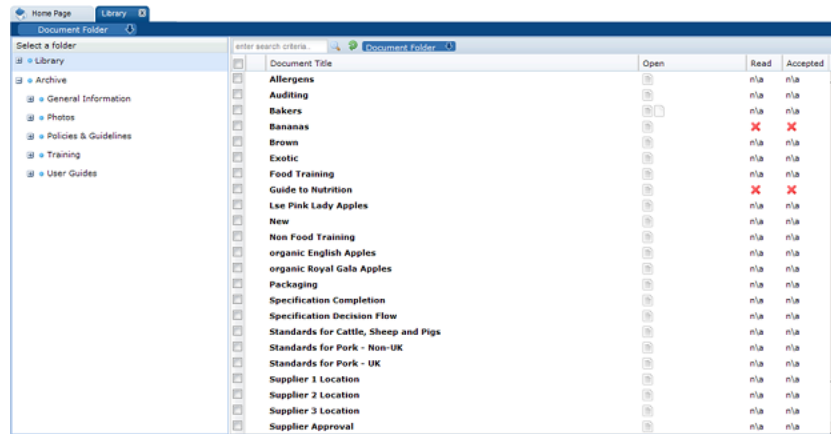 Home Page Library
Document Folder
Select a folder
Library
Archive
General Information
Photos
Policies & Guidelines
Training
User Guides
enter search criteria.. Document Folder
Document Title Open Read Accepted
Allergens n\a n\a
Auditing n\a n\a
Bakers n\a n\a
Bananas
Brown n\a n\a
Exotic n\a n\a
Food Training n\a n\a
Guide to Nutrition
Lse Pink Lady Apples n\a n\a
New n\a n\a
Non Food Training n\a n\a
organic English Apples n\a n\a
organic Royal Gala Apples n\a n\a
Packaging n\a n\a
Specification Completion n\a n\a
Specification Decision Flow n\a n\a
Standards for Cattle, Sheep and Pigs n\a n\a
Standards for Pork - Non-UK n\a n\a
Standards for Pork - UK n\a n\a
Supplier 1 Location n\a n\a
Supplier 2 Location n\a n\a
Supplier 3 Location n\a n\a
Supplier Approval n\a n\a